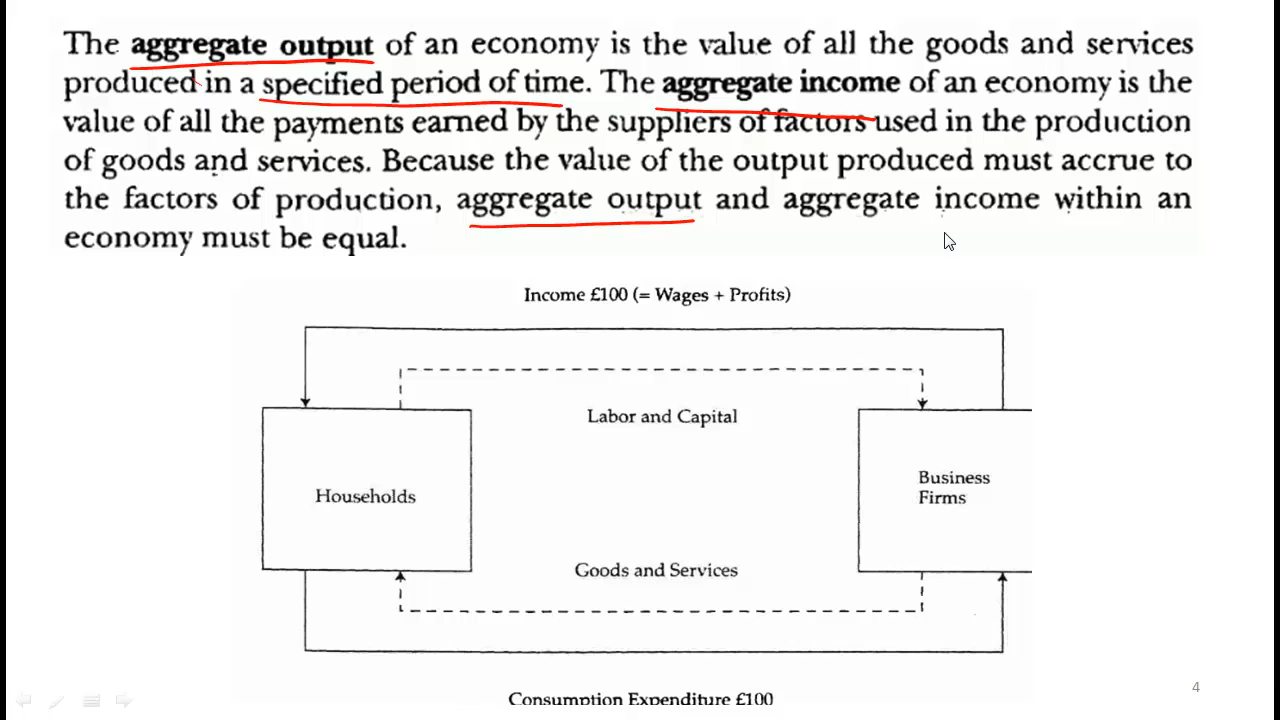 The aggregate output of an economy is the value of all the goods and services
produced in a specified period of time. The aggregate income of an economy is the
value of all the payments earned by the suppliers of factors used in the production
of goods and services. Because the value of the output produced must accrue to
the factors of production, aggregate output and aggregate income within an
economy must be equal.
Income £100 (= Wages + Profits)
Labor and Capital
Households
Business
Firms
Goods and Services
Consumption Expenditure £100
4